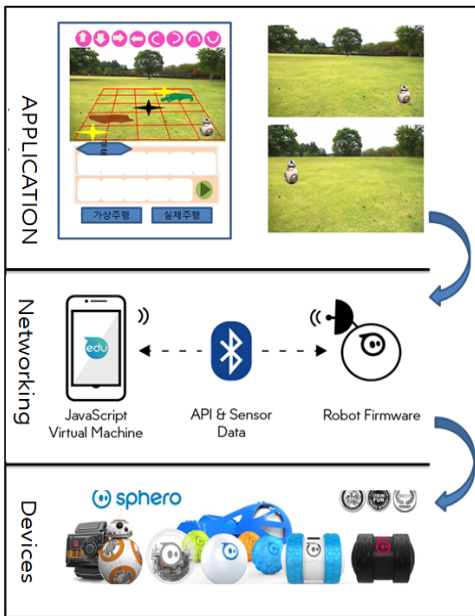 APPLICATION
가상주행
실제주행
Networking
edu
JavaScript
Virtual Machine
API & Sensor
Data
Robot Firmware
Devices
sphero